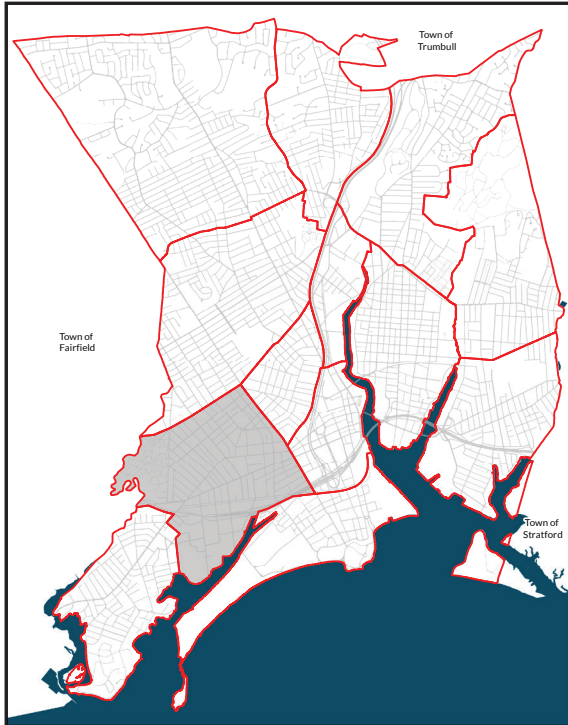 Town of
Trumbull
Town of
Fairfield
Town of
Stratford